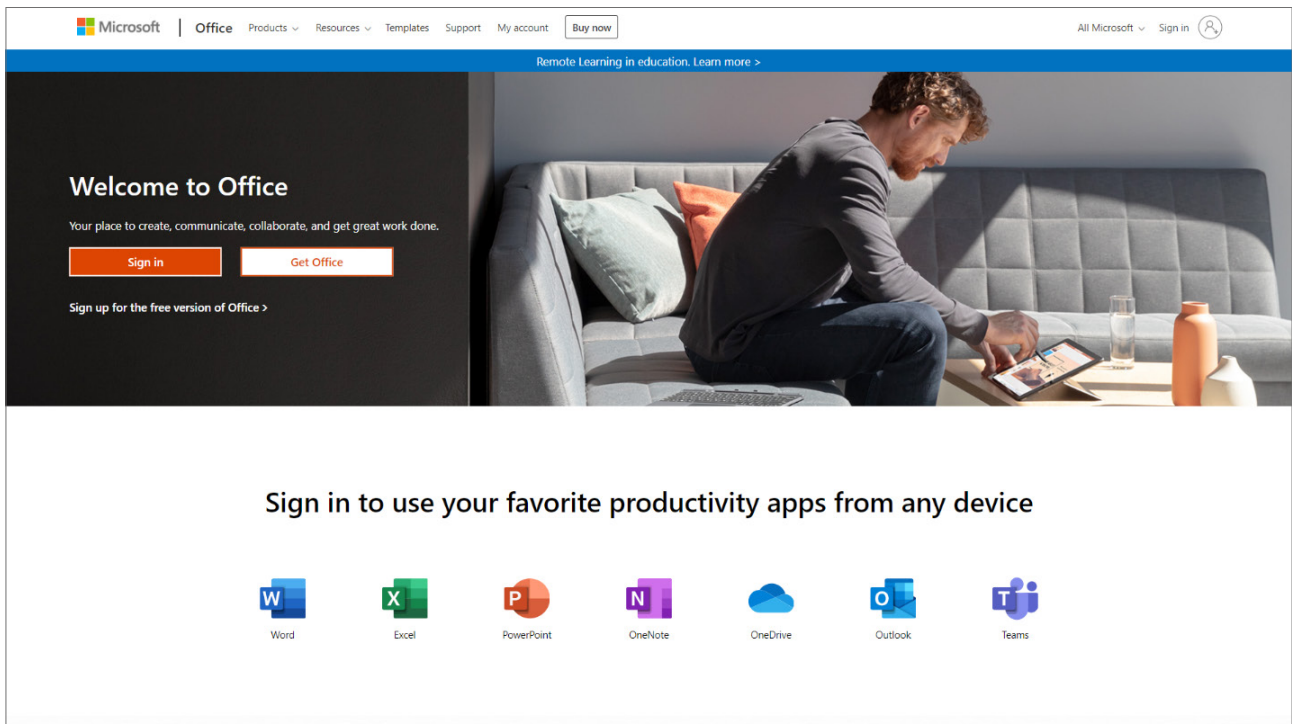 Microsoft Office Products Resources Templates Support My account Buy now All Microsoft Sign in
Remote Learning in education. Learn more >
Welcome to Office
Your place to create, communicate, collaborate, and get great work done.
Sign in Get Office
Sign up for the free version of Office >
Sign in to use your favorite productivity apps from any device
W X P N O T
Word Excel PowerPoint OneNote OneDrive Outlook Teams